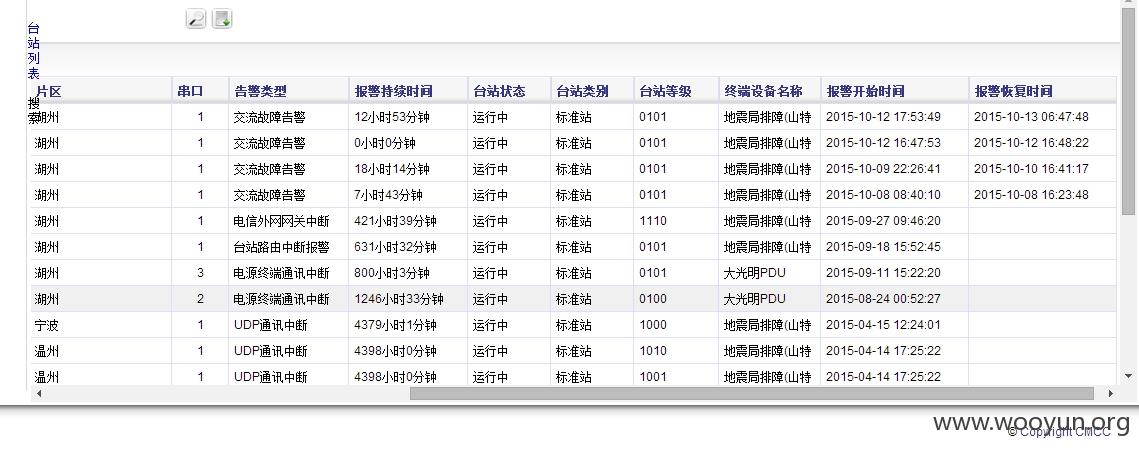 台站列表
搜索
片区 串口 告警类型 报警持续时间 台站状态 台站类别 台站等级 终端设备名称 报警开始时间 报警恢复时间
湖州 1 交流故障告警 12小时53分钟 运行中 标准站 0101 地震局排障(山特 2015-10-12 17:53:49 2015-10-13 06:47:48
湖州 1 交流故障告警 0小时0分钟 运行中 标准站 0101 地震局排障(山特 2015-10-12 16:47:53 2015-10-12 16:48:22
湖州 1 交流故障告警 18小时14分钟 运行中 标准站 0101 地震局排障(山特 2015-10-09 22:26:41 2015-10-10 16:41:17
湖州 1 交流故障告警 7小时43分钟 运行中 标准站 0101 地震局排障(山特 2015-10-08 08:40:10 2015-10-08 16:23:48
湖州 1 电信外网网关中断 421小时39分钟 运行中 标准站 1110 地震局排障(山特 2015-09-27 09:46:20
湖州 1 台站路由中断报警 631小时32分钟 运行中 标准站 0101 地震局排障(山特 2015-09-18 15:52:45
湖州 3 电源终端通讯中断 800小时3分钟 运行中 标准站 0101 大光明PDU 2015-09-11 15:22:20
湖州 2 电源终端通讯中断 1246小时33分钟 运行中 标准站 0100 大光明PDU 2015-08-24 00:52:27
宁波 1 UDP通讯中断 4379小时1分钟 运行中 标准站 1000 地震局排障(山特 2015-04-15 12:24:01
温州 1 UDP通讯中断 4398小时0分钟 运行中 标准站 1010 地震局排障(山特 2015-04-14 17:25:22
温州 1 UDP通讯中断 4398小时0分钟 运行中 标准站 1001 地震局排障(山特 2015-04-14 17:25:22
www.wooyun.org
© Copyright CMCC